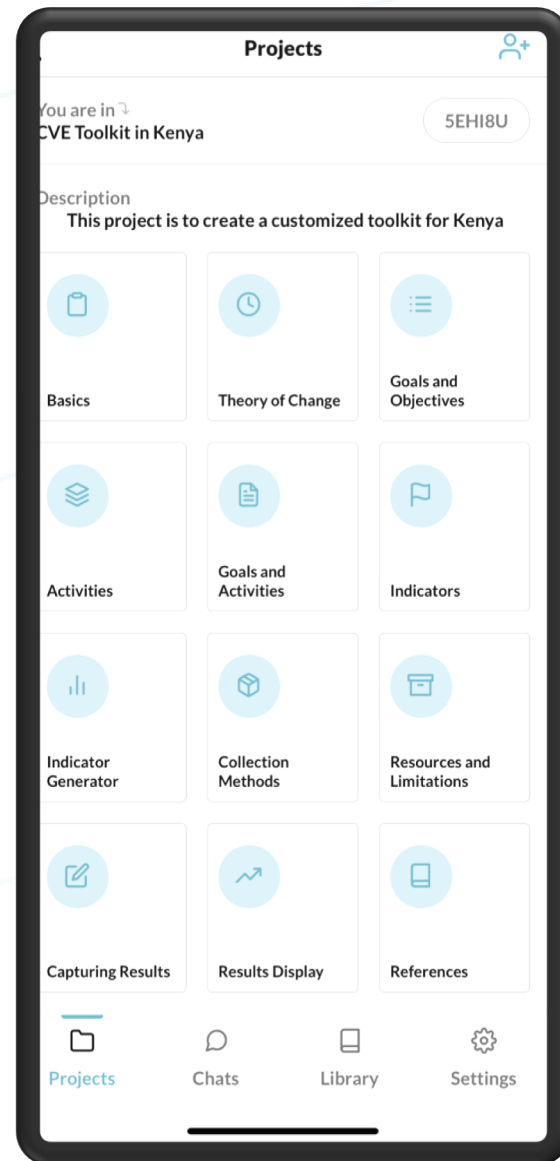 Projects
You are in
CVE Toolkit in Kenya
5EHI8U
Description
This project is to create a customized toolkit for Kenya
Basics
Theory of Change
Goals and
Objectives
Activities
Goals and
Activities
Indicators
Indicator
Generator
Collection
Methods
Resources and
Limitations
Capturing Results
Results Display
References
Projects
Chats
Library
Settings